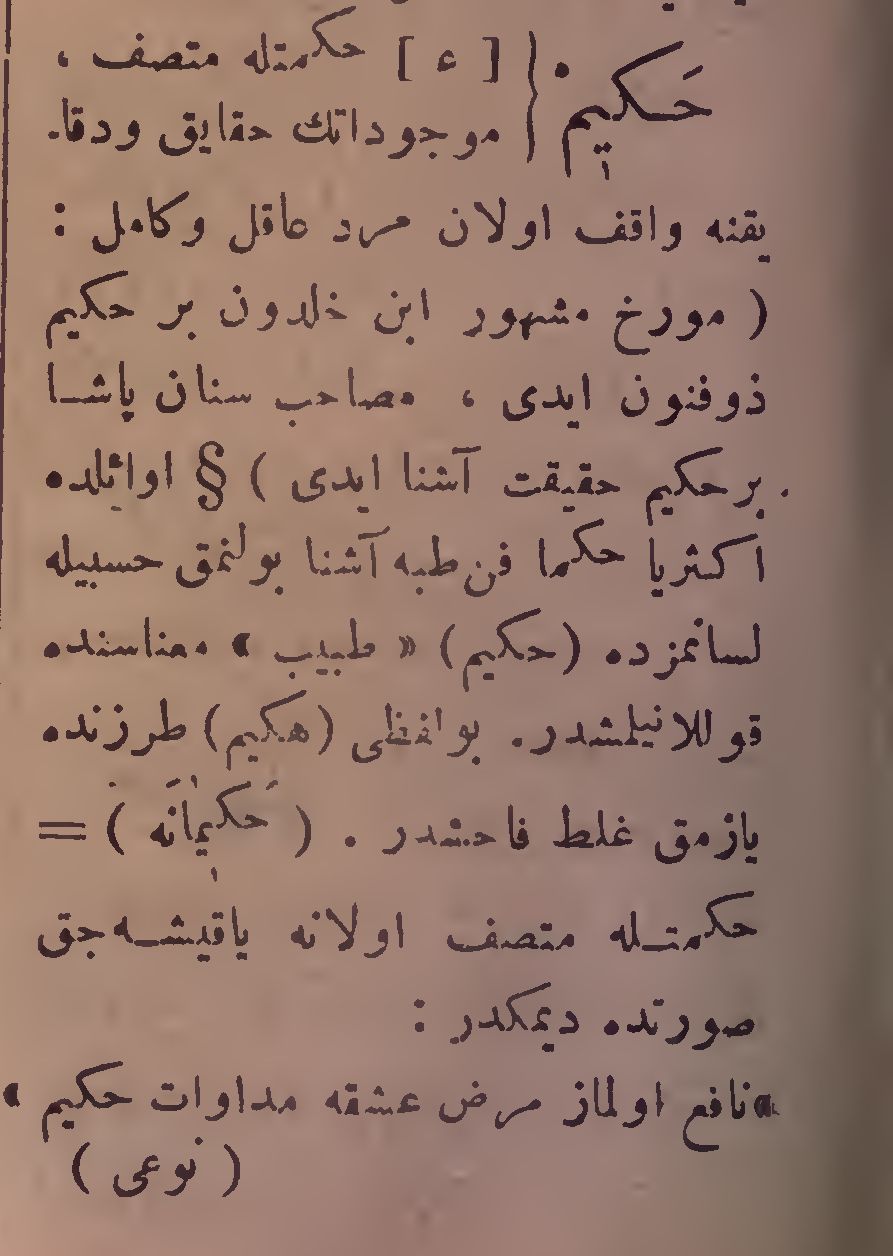 حَكِيم [ ع ] حكمتله متصف ،
موجوداتك حقايق ودقا-
يقنه واقف اولان مرد عاقل وكامل :
( مورخ مشهور ابن خلدون بر حكيم
ذوفنون ايدى ، مصاحب سنان پاشا
برحكيم حقيقت آشنا ايدى ) § اوائلده
اكثريا حكما فن طبه آشنا بولنمق حسبيله
لسانمزده (حكيم) « طبيب » معناسنده
قوللانيلمشدر. بولفظى (هكيم) طرزنده
يازمق غلط فاحشدر . ( حَكِيمانَه ) =
حكمتله متصف اولانه ياقيشه جق
صورتده ديمكدر :
«نافع اولماز مرض عشقه مداوات حكيم »
( نوعى )